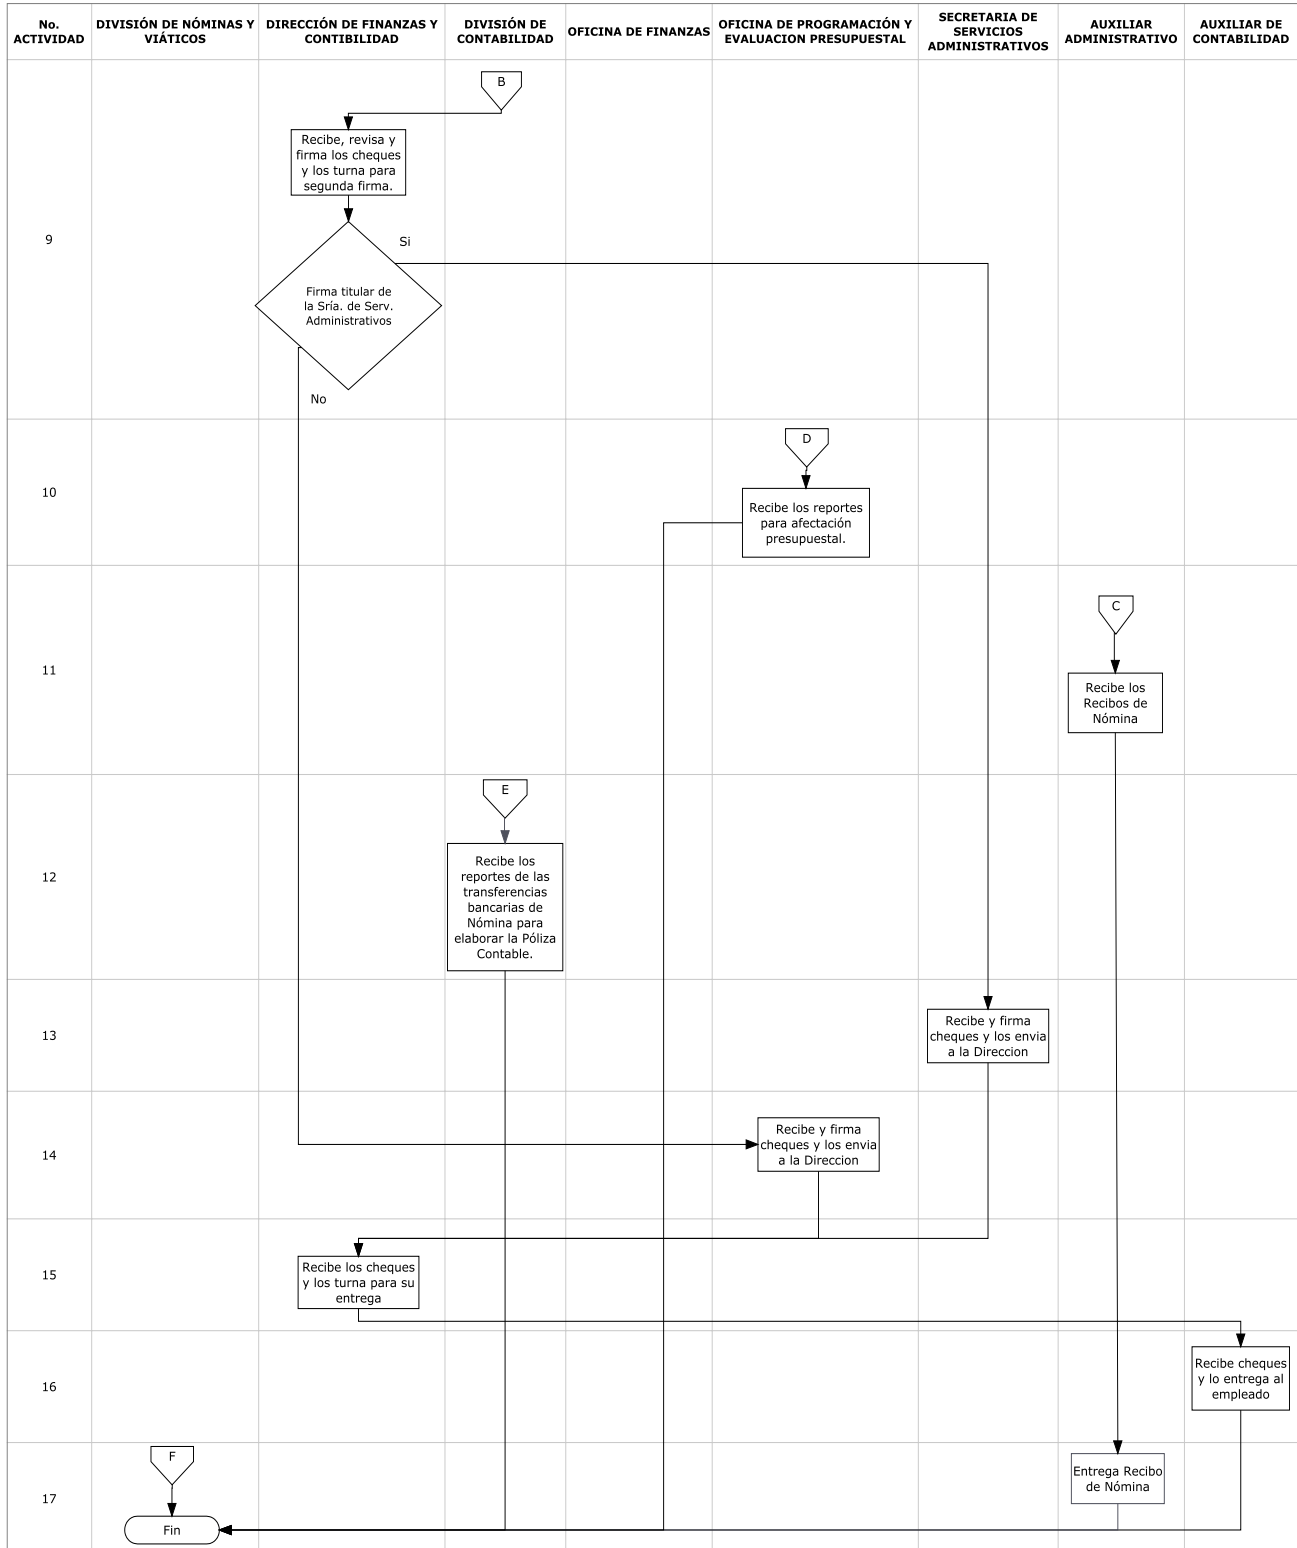 No.
ACTIVIDAD
DIVISIÓN DE NÓMINAS Y
VIÁTICOS
DIRECCIÓN DE FINANZAS Y
CONTIBILIDAD
DIVISIÓN DE
CONTABILIDAD
OFICINA DE FINANZAS
OFICINA DE PROGRAMACIÓN Y
EVALUACION PRESUPUESTAL
SECRETARIA DE
SERVICIOS
ADMINISTRATIVOS
AUXILIAR
ADMINISTRATIVO
AUXILIAR DE
CONTABILIDAD
B
Recibe, revisa y
firma los cheques
y los turna para
segunda firma.
9
Si
Firma titular de
la Sría. de Serv.
Administrativos
No
D
10
Recibe los reportes
para afectación
presupuestal.
C
11
Recibe los
Recibos de
Nómina
E
12
Recibe los
reportes de las
transferencias
bancarias de
Nómina para
elaborar la Póliza
Contable.
13
Recibe y firma
cheques y los envia
a la Direccion
14
Recibe y firma
cheques y los envia
a la Direccion
15
Recibe los cheques
y los turna para su
entrega
16
Recibe cheques
y lo entrega al
empleado
F
17
Entrega Recibo
de Nómina
Fin